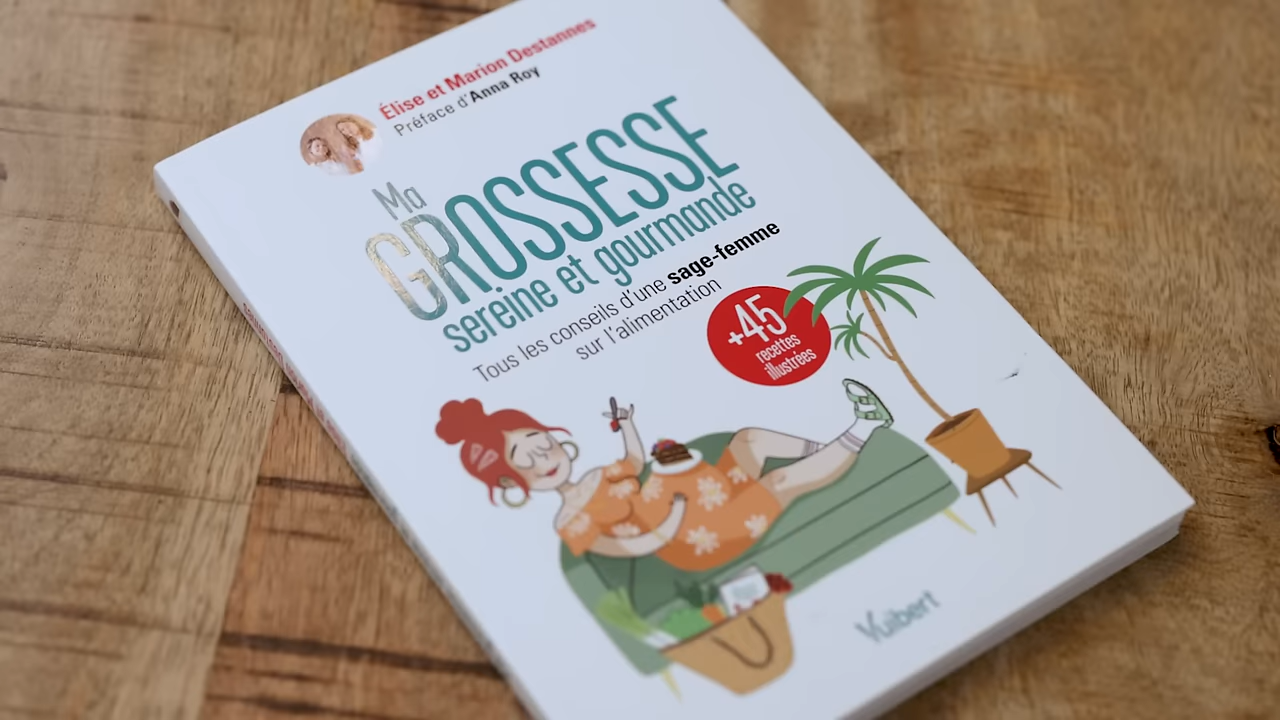 Élise et Marion Destannes
Préface d'Anna Roy
Ma
GROSSESSE
sereine et gourmande
Tous les conseils d'une sage-femme
sur l'alimentation
+45
recettes
illustrées
Vuibert